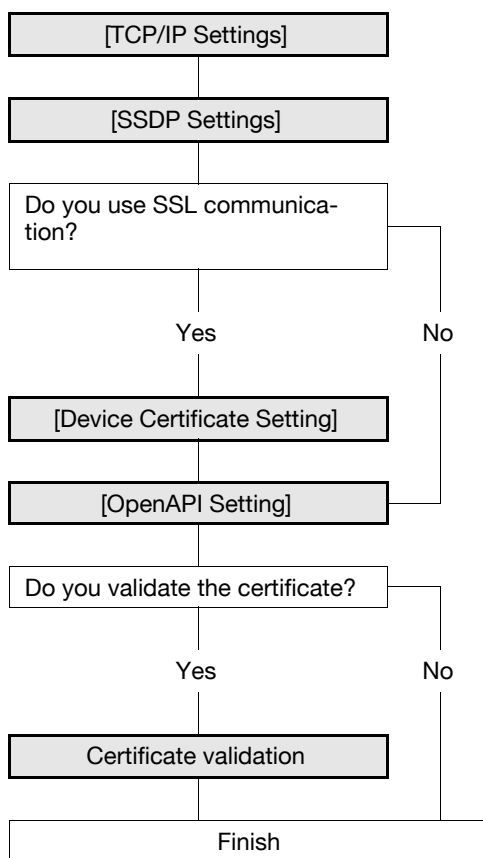 [TCP/IP Settings]
[SSDP Settings]
Do you use SSL communica-
tion?
Yes
No
[Device Certificate Setting]
[OpenAPI Setting]
Do you validate the certificate?
Yes
No
Certificate validation
Finish